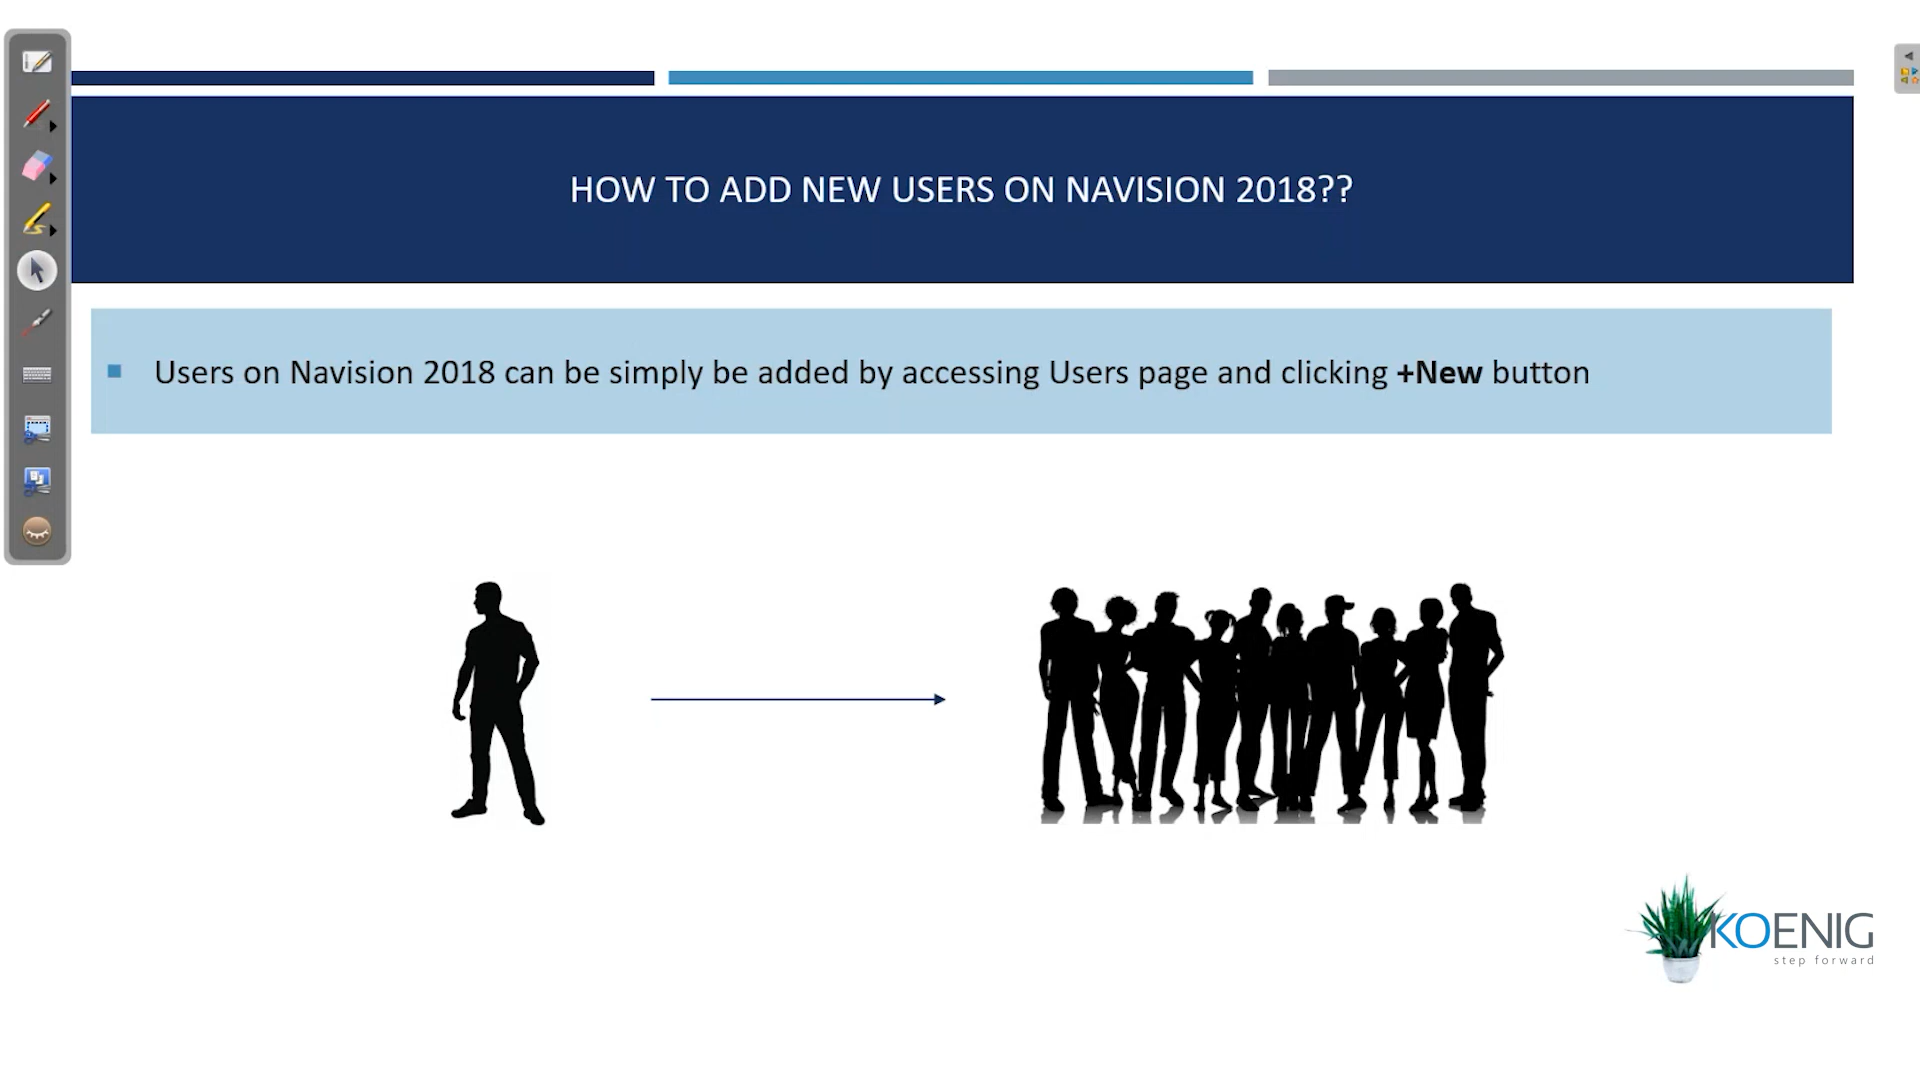 HOW TO ADD NEW USERS ON NAVISION 2018??
Users on Navision 2018 can be simply be added by accessing Users page and clicking +New button
KOENIG
step forward